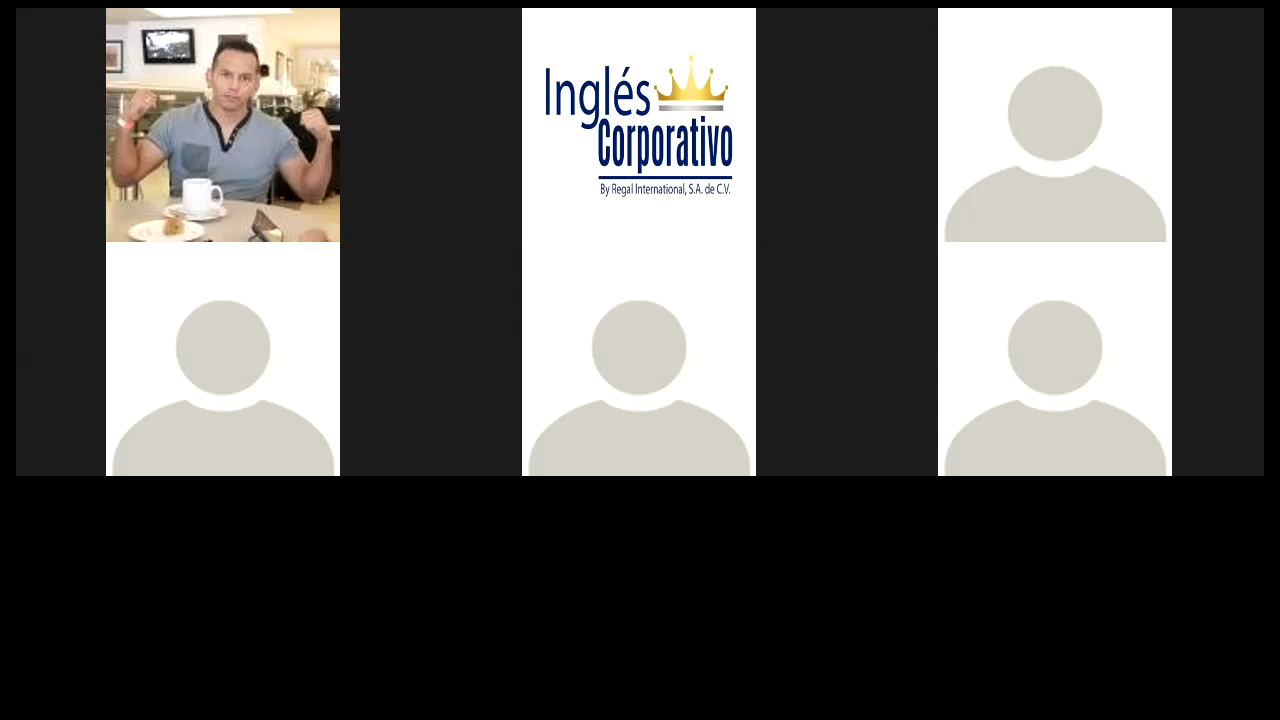 Inglés
Corporativo
By Regal International, S.A. de C.V.